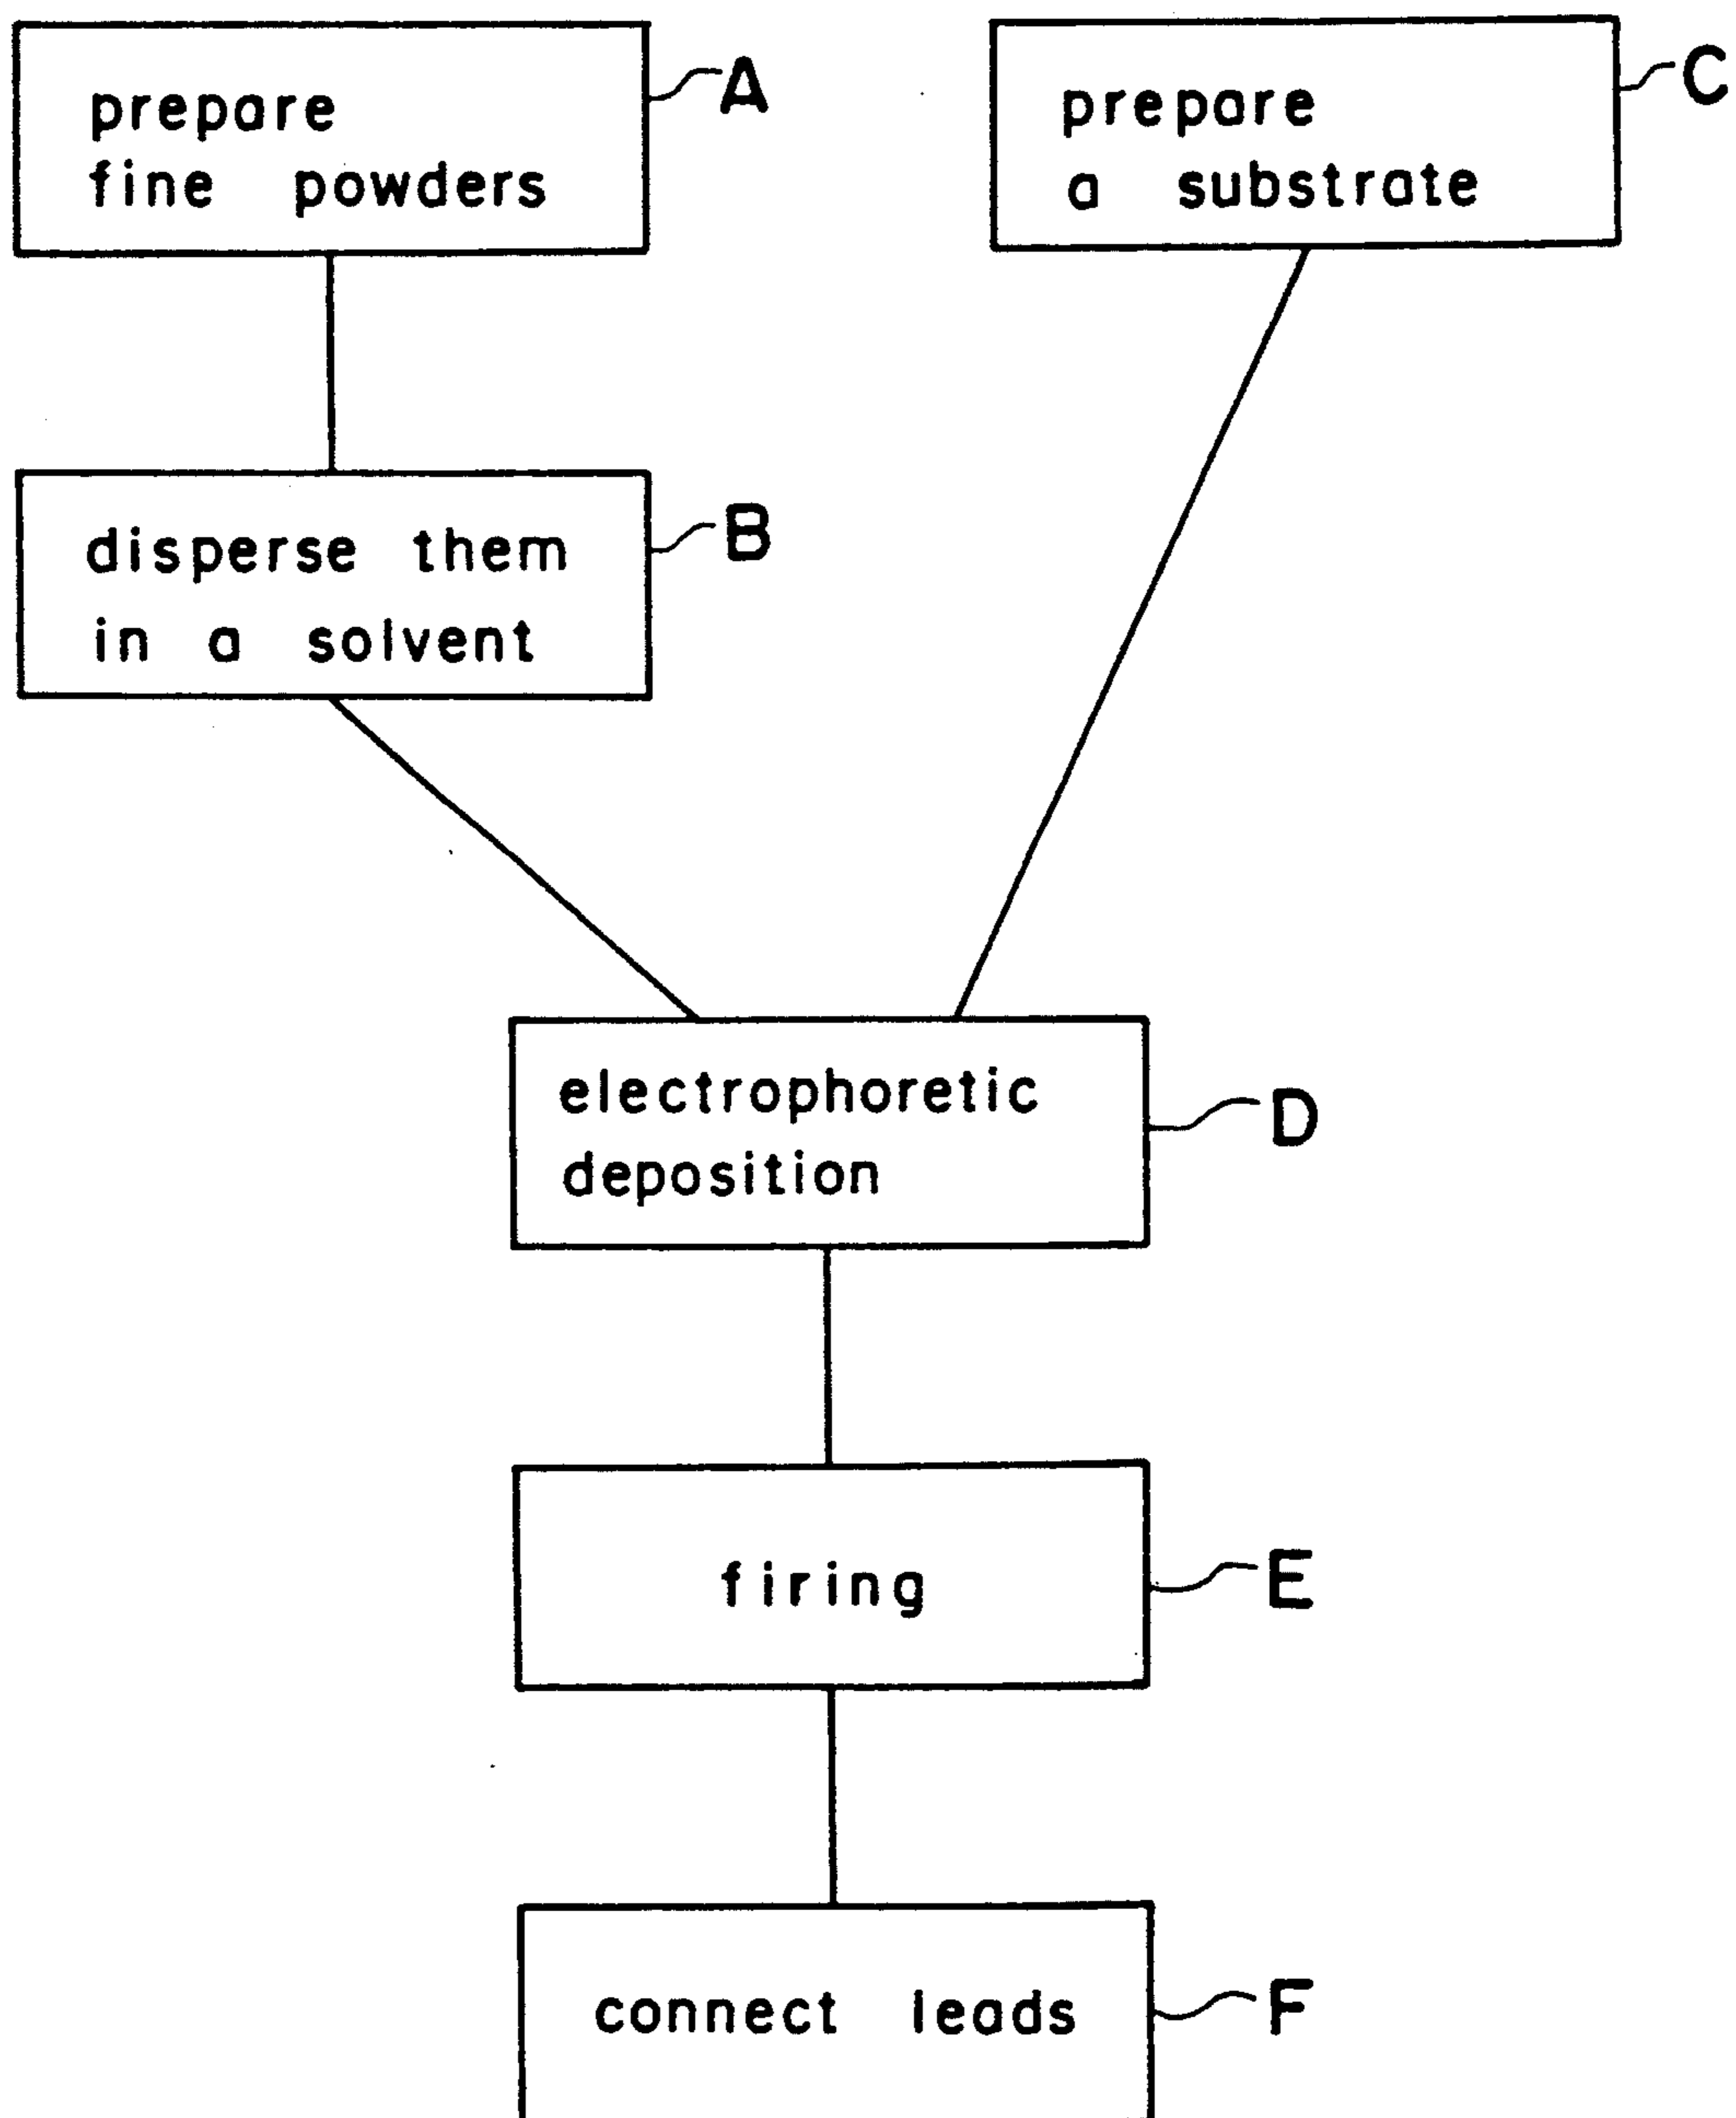 prepare
fine powders
A
prepare
a substrate
C
disperse them
in a solvent
B
electrophoretic
deposition
D
firing
E
connect leads
F